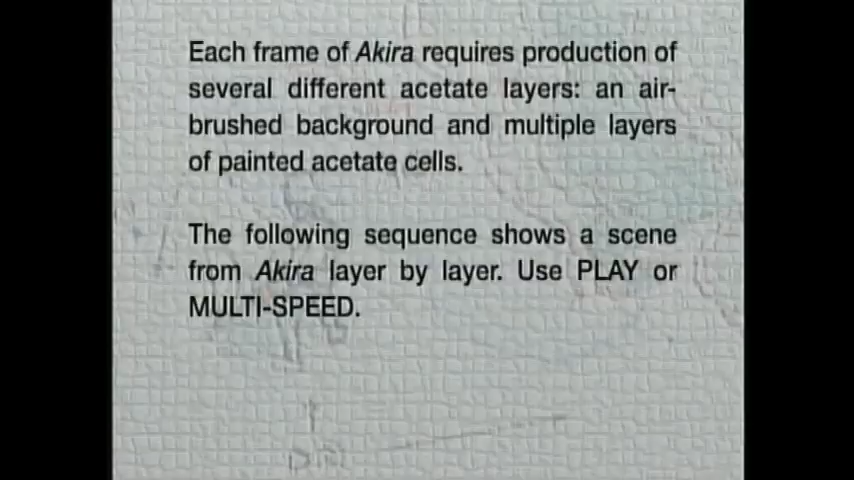 Each frame of Akira requires production of
several different acetate layers: an air-
brushed background and multiple layers
of painted acetate cells.
The following sequence shows a scene
from Akira layer by layer. Use PLAY or
MULTI-SPEED.